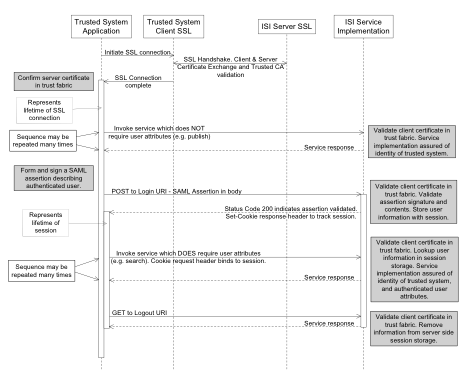 Trusted System
Application
Trusted System
Client SSL
ISI Server SSL
ISI Service
Implementation
Initiate SSL connection
SSL Handshake. Client & Server
Certificate Exchange and Trusted CA
validation
Confirm server certificate
in trust fabric
SSL Connection
complete
Represents
lifetime of SSL
connection
Sequence may be
repeated many times
Invoke service which does NOT
require user attributes (e.g. publish)
Validate client certificate in
trust fabric. Service
implementation assured of
identity of trusted system.
Service response
Form and sign a SAML
assertion describing
authenticated user.
POST to Login URI - SAML Assertion in body
Validate client certificate in
trust fabric. Validate
assertion signature and
contents. Store user
information with session.
Status Code 200 indicates assertion validated.
Set-Cookie response header to track session.
Represents
lifetime of
session
Invoke service which DOES require user attributes
(e.g. search). Cookie request header binds to session.
Validate client certificate in
trust fabric. Lookup user
information in session
storage. Service
implementation assured of
identity of trusted system,
and authenticated user
attributes.
Sequence may be
repeated many times
Service response
GET to Logout URI
Validate client certificate in
trust fabric. Remove
information from server side
session storage.
Service response